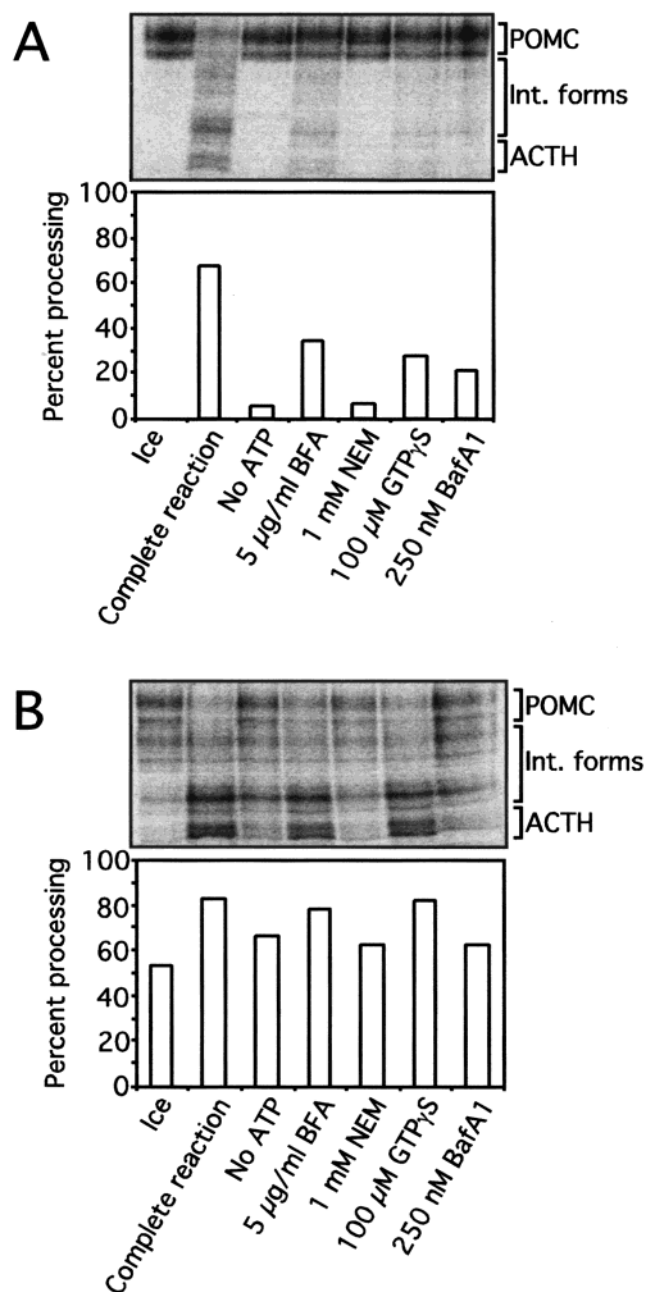 A
POMC
Int. forms
ACTH
100
80
60
40
20
0
Percent processing
Ice
Complete reaction
No ATP
5 µg/ml BFA
1 mM NEM
100 µM GTPγS
250 nM BafA1
B
POMC
Int. forms
ACTH
100
80
60
40
20
0
Percent processing
Ice
Complete reaction
No ATP
5 µg/ml BFA
1 mM NEM
100 µM GTPγS
250 nM BafA1